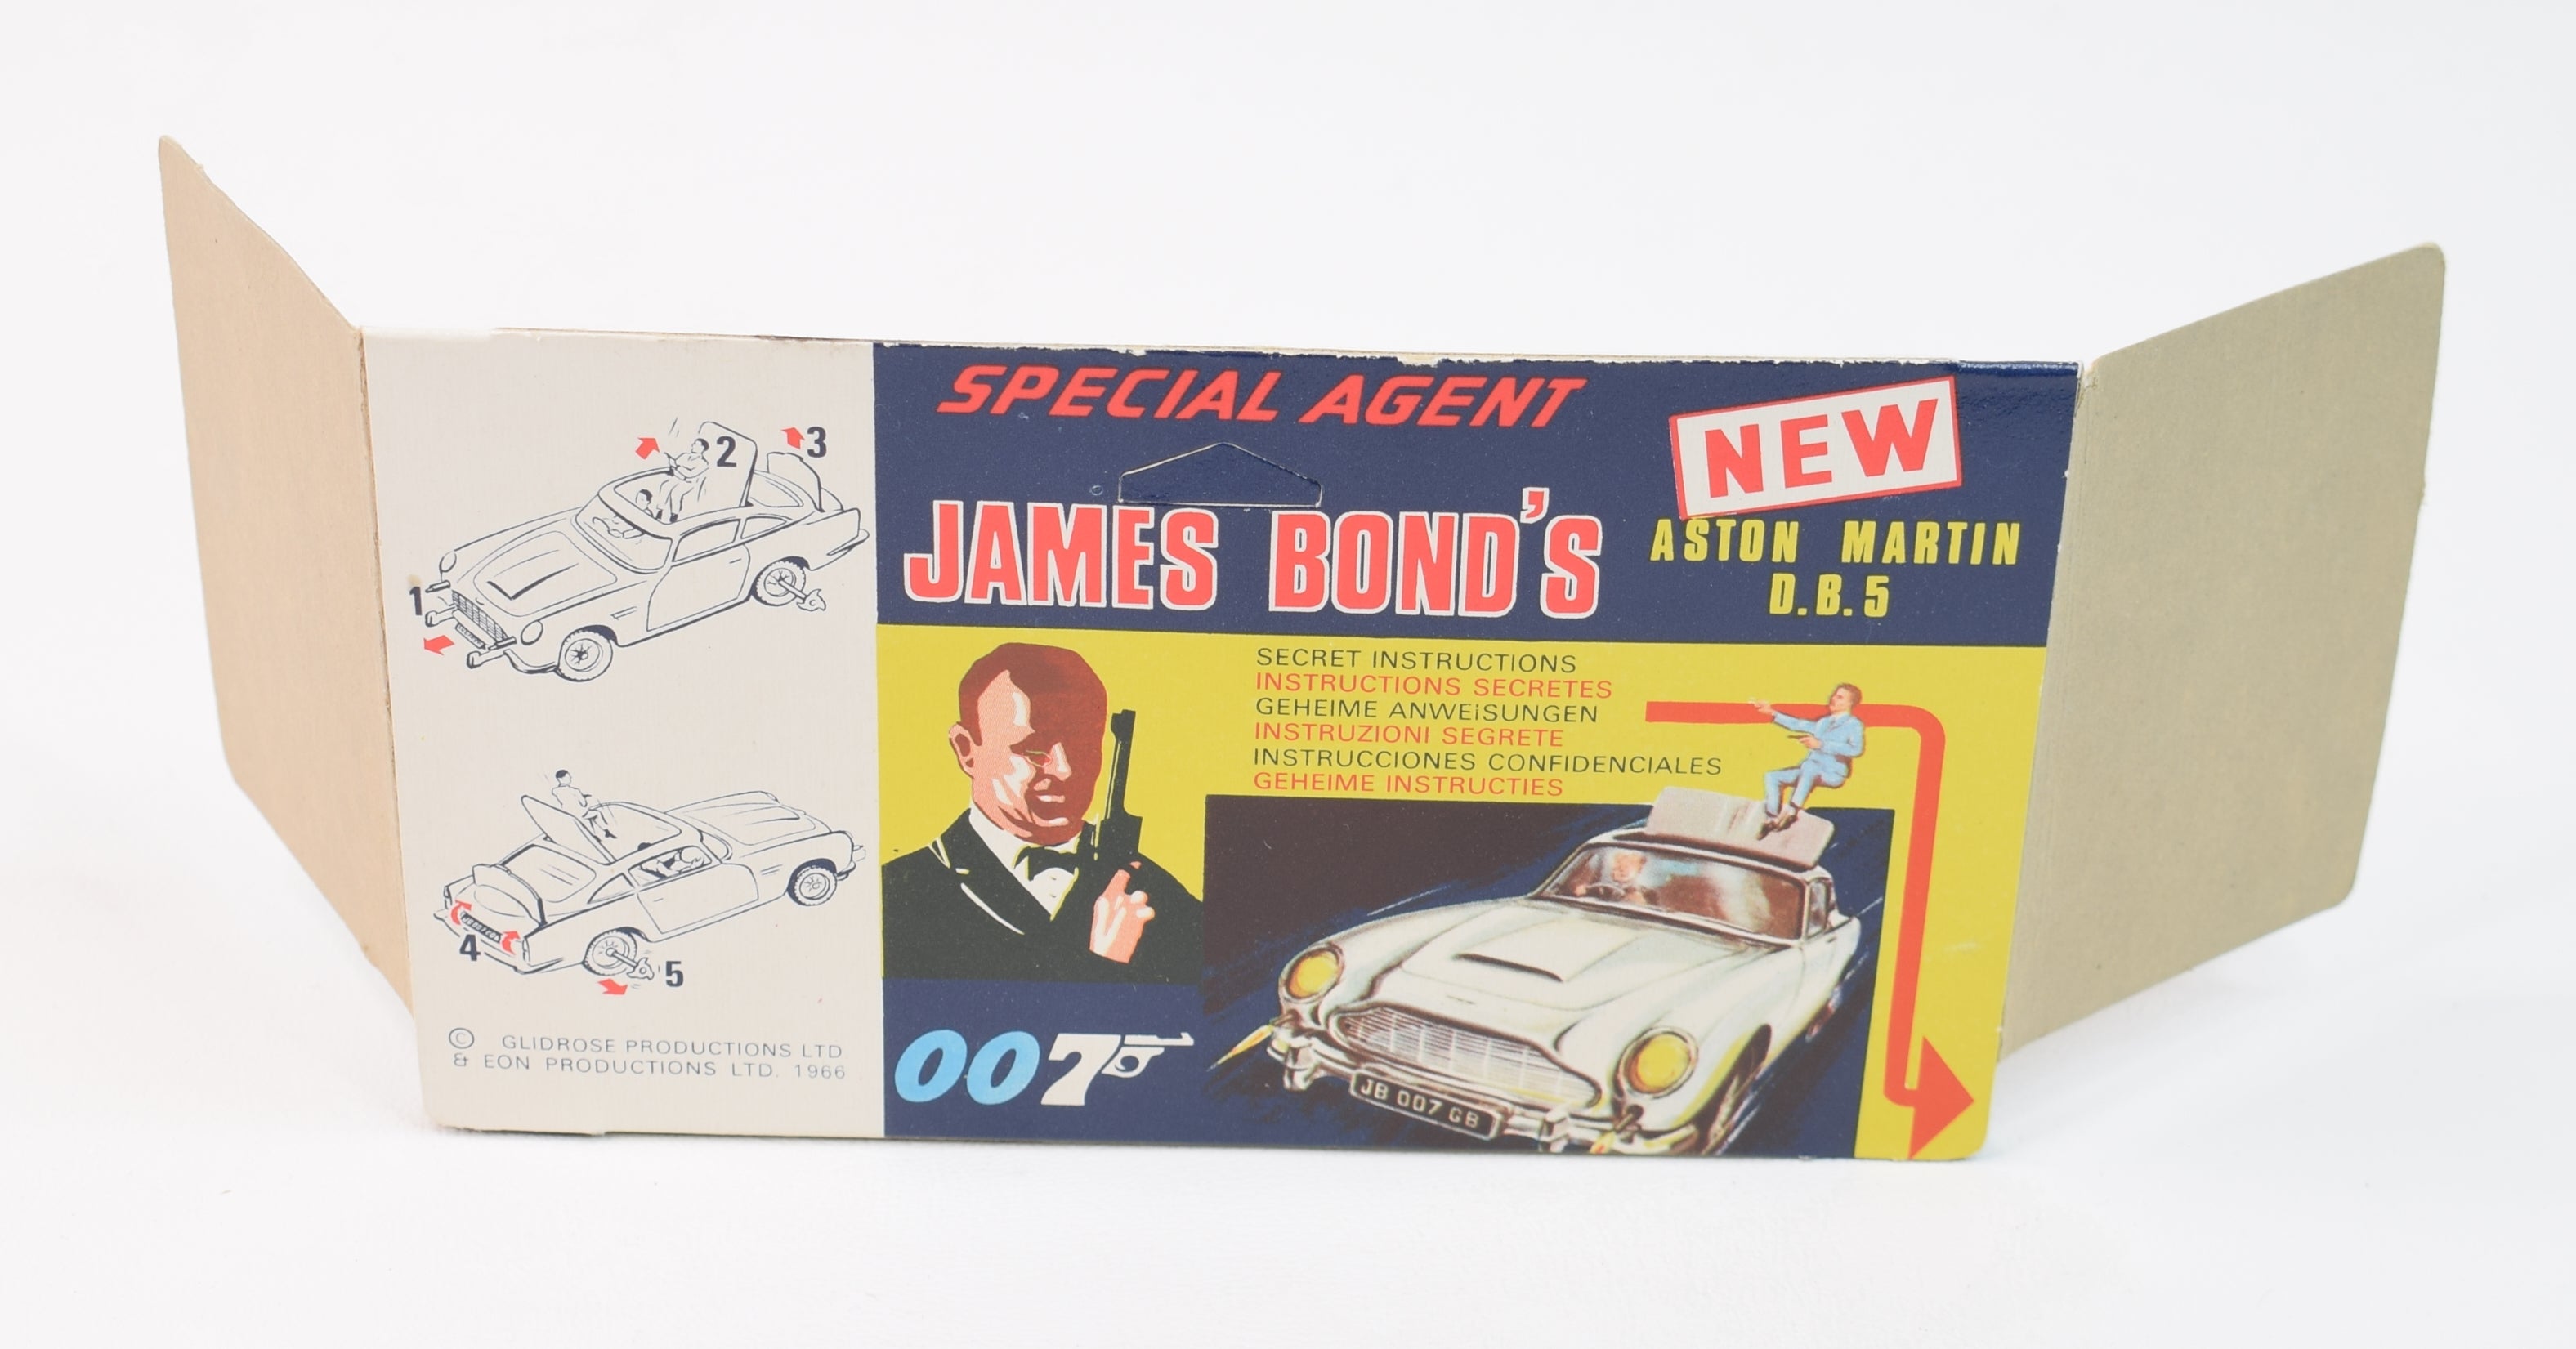 2
3
1
4
5
© GLIDROSE PRODUCTIONS LTD
& EON PRODUCTIONS LTD. 1966
SPECIAL AGENT
JAMES BOND'S
NEW
ASTON MARTIN
D.B.5
SECRET INSTRUCTIONS
INSTRUCTIONS SECRETES
GEHEIME ANWEiSUNGEN
INSTRUZIONI SEGRETE
INSTRUCCIONES CONFIDENCIALES
GEHEIME INSTRUCTIES
007
JB 007 GB